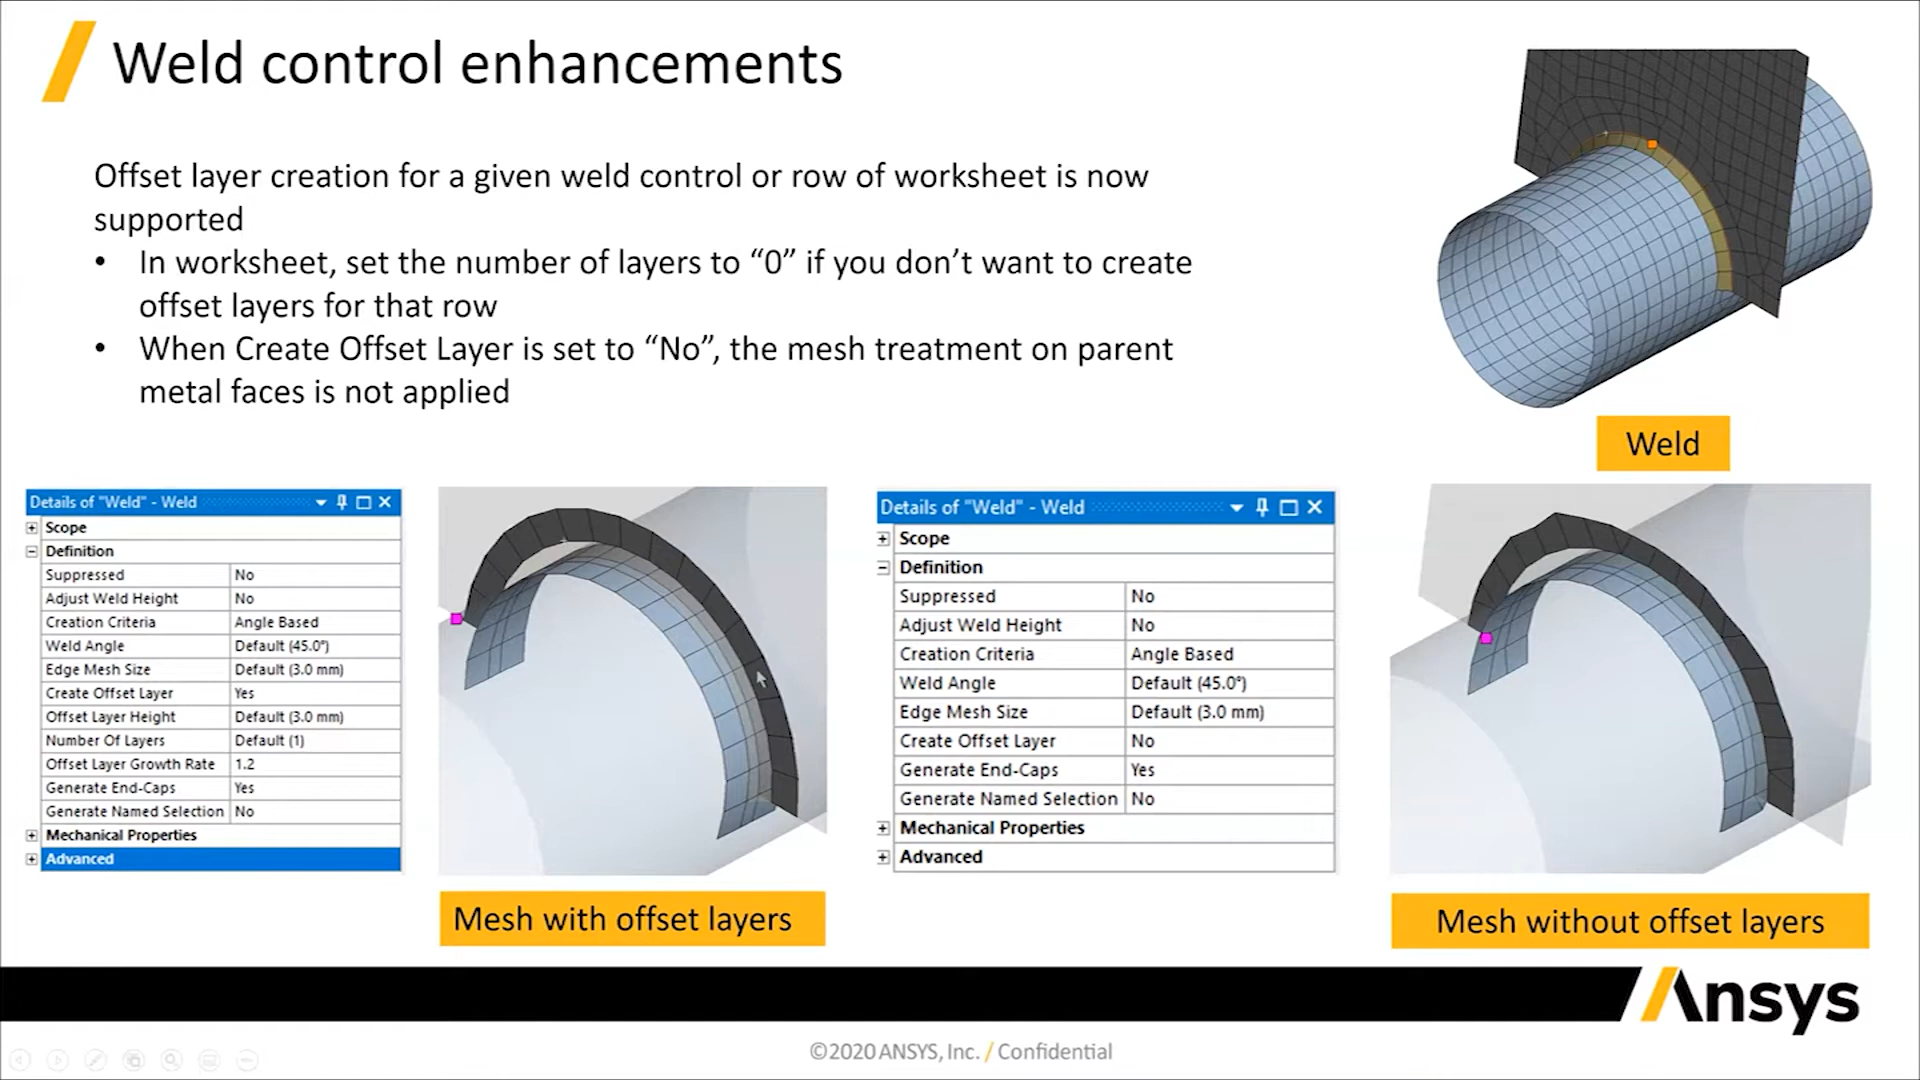 Weld control enhancements
Offset layer creation for a given weld control or row of worksheet is now
supported
• In worksheet, set the number of layers to “0” if you don’t want to create
offset layers for that row
• When Create Offset Layer is set to “No”, the mesh treatment on parent
metal faces is not applied
Weld
Details of "Weld" - Weld
Scope
Definition
Suppressed No
Adjust Weld Height No
Creation Criteria Angle Based
Weld Angle Default (45.0°)
Edge Mesh Size Default (3.0 mm)
Create Offset Layer Yes
Offset Layer Height Default (3.0 mm)
Number Of Layers Default (1)
Offset Layer Growth Rate 1.2
Generate End-Caps Yes
Generate Named Selection No
Mechanical Properties
Advanced
Mesh with offset layers
Details of "Weld" - Weld
Scope
Definition
Suppressed No
Adjust Weld Height No
Creation Criteria Angle Based
Weld Angle Default (45.0°)
Edge Mesh Size Default (3.0 mm)
Create Offset Layer No
Generate End-Caps Yes
Generate Named Selection No
Mechanical Properties
Advanced
Mesh without offset layers
Ansys
©2020 ANSYS, Inc. / Confidential